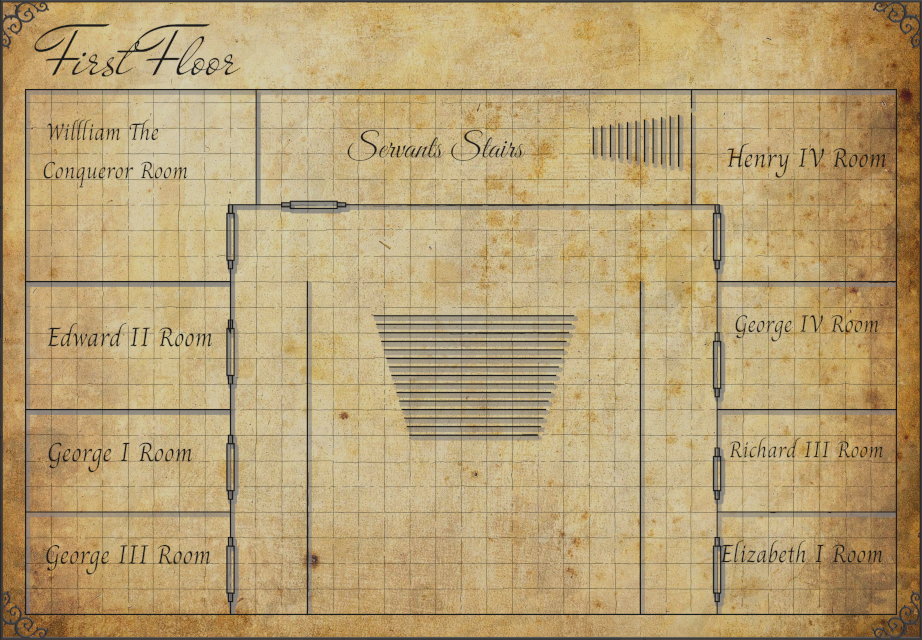 First Floor
Willliam The
Conqueror Room
Servants Stairs
Henry IV Room
Edward II Room
George IV Room
George I Room
Richard III Room
George III Room
Elizabeth I Room